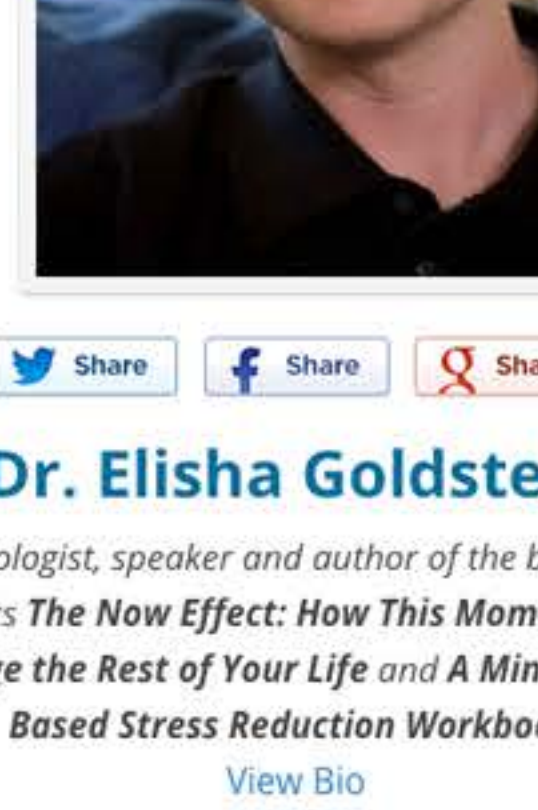 Share Share Sha
Dr. Elisha Goldste
ologist, speaker and author of the b
s The Now Effect: How This Mom
e the Rest of Your Life and A Min
Based Stress Reduction Workbo
View Bio